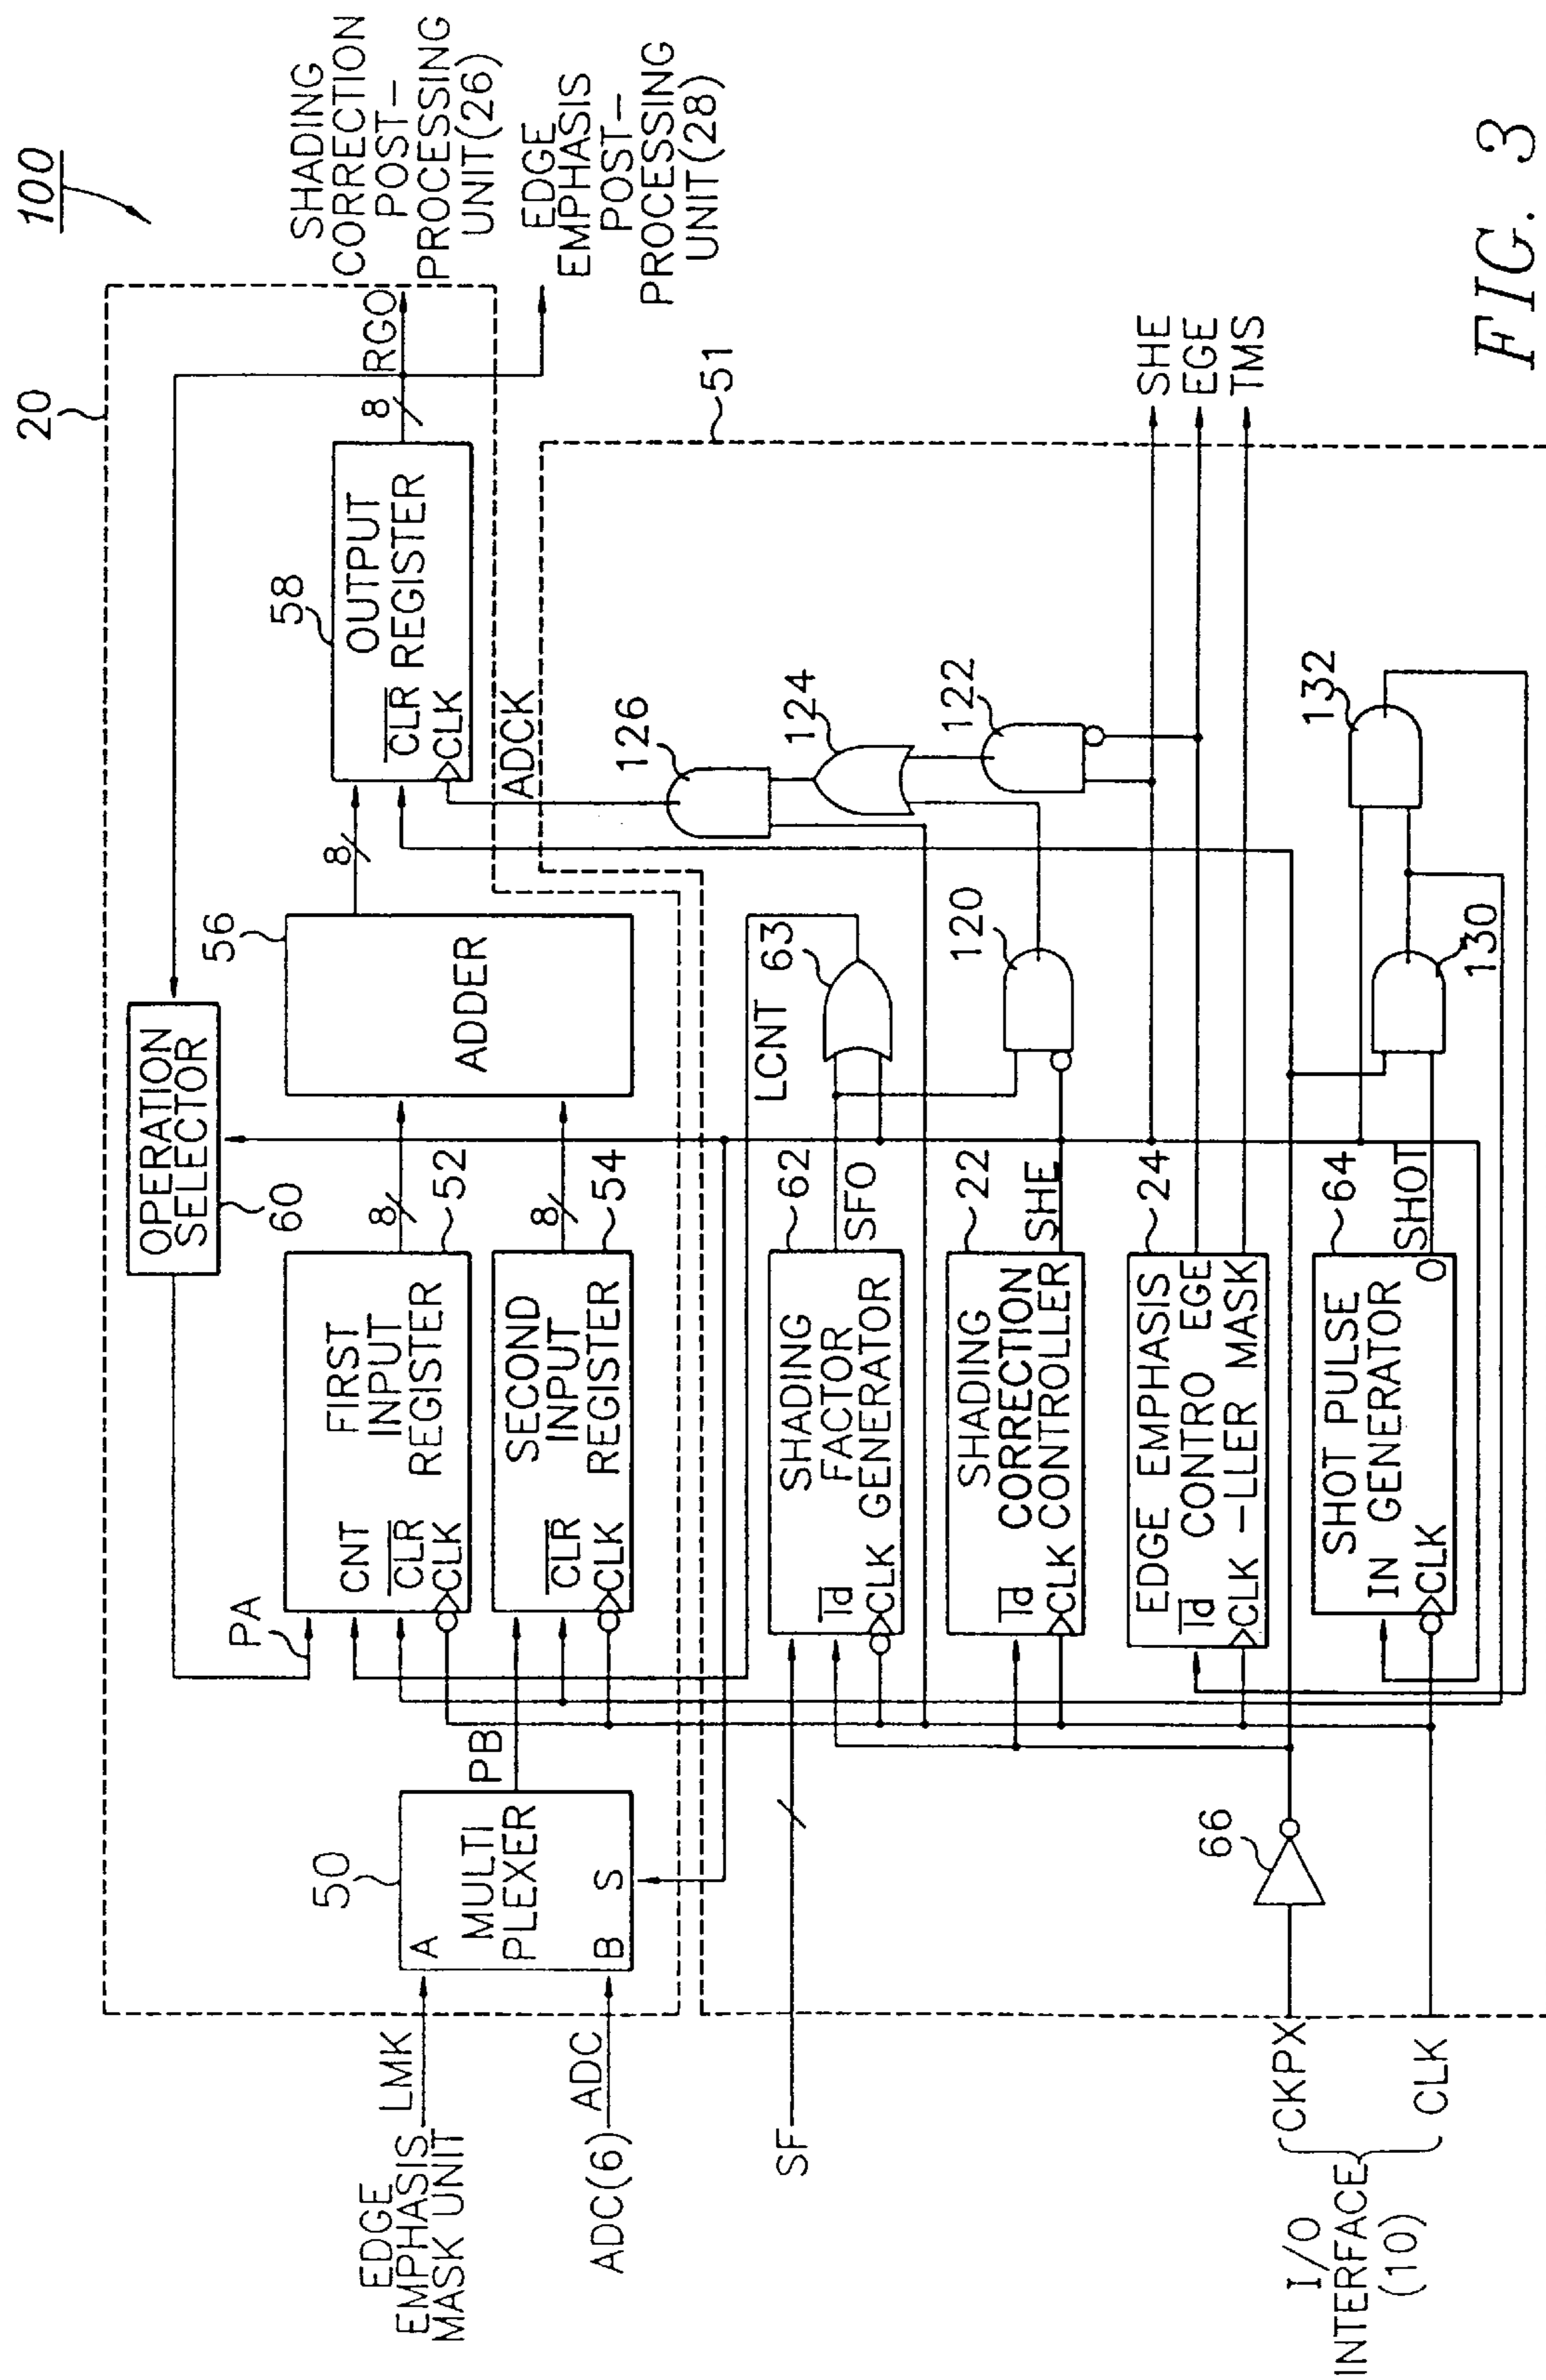 100
20
SHADING
CORRECTION
POST-
PROCESSING
UNIT(26)
EDGE
EMPHASIS
POST-
PROCESSING
UNIT(28)
RGO
8
58
OUTPUT
REGISTER
CLR
CLK
ADCK
8
56
ADDER
OPERATION
SELECTOR
60
PA
8
52
FIRST
INPUT
REGISTER
CNT
CLR
CLK
8
54
SECOND
INPUT
REGISTER
CLR
CLK
PB
50
MULTI
PLEXER
A
B
S
EDGE
EMPHASIS
MASK UNIT
LMK
ADC(6)
ADC
51
SHE
EGE
TMS
126
124
122
132
63
LCNT
120
130
62
SFO
SHADING
FACTOR
GENERATOR
Id
CLK
22
SHE
SHADING
CORRECTION
CONTROLLER
Id
CLK
24
EDGE EMPHASIS
CONTRO EGE
-LLER MASK
Id
CLK
64
SHOT
SHOT PULSE
GENERATOR
IN
O
CLK
SF
66
CKPX
CLK
I/O
INTERFACE
(10)
FIG. 3